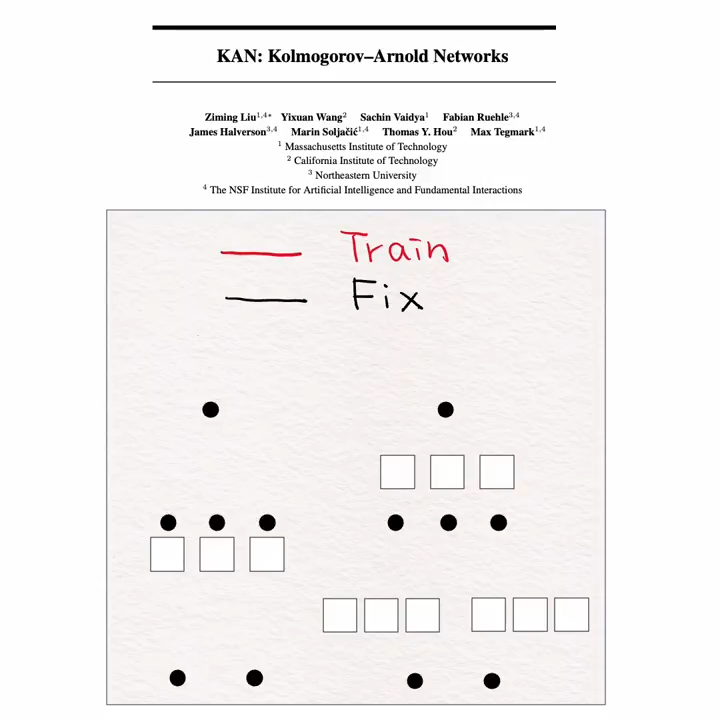 KAN: Kolmogorov–Arnold Networks
Ziming Liu1,4* Yixuan Wang2 Sachin Vaidya1 Fabian Ruehle3,4
James Halverson3,4 Marin Soljačić1,4 Thomas Y. Hou2 Max Tegmark1,4
1 Massachusetts Institute of Technology
2 California Institute of Technology
3 Northeastern University
4 The NSF Institute for Artificial Intelligence and Fundamental Interactions
Train
Fix